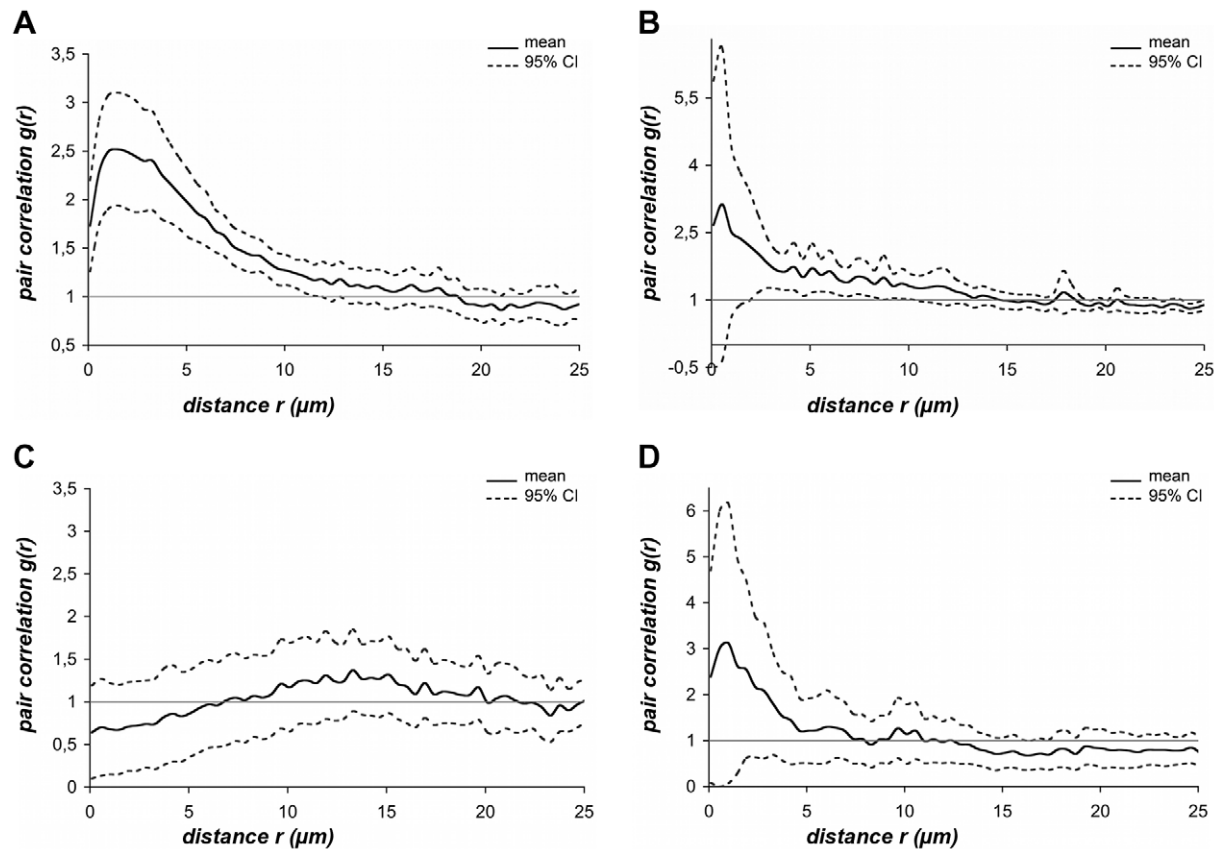 A
mean
95% CI
3,5
3
2,5
2
1,5
1
0,5
0 5 10 15 20 25
pair correlation g(r)
distance r (µm)
B
mean
95% CI
5,5
4
2,5
1
-0,5
0 5 10 15 20 25
pair correlation g(r)
distance r (µm)
C
mean
95% CI
3,5
3
2,5
2
1,5
1
0,5
0
0 5 10 15 20 25
pair correlation g(r)
distance r (µm)
D
mean
95% CI
6
5
4
3
2
1
0
0 5 10 15 20 25
pair correlation g(r)
distance r (µm)